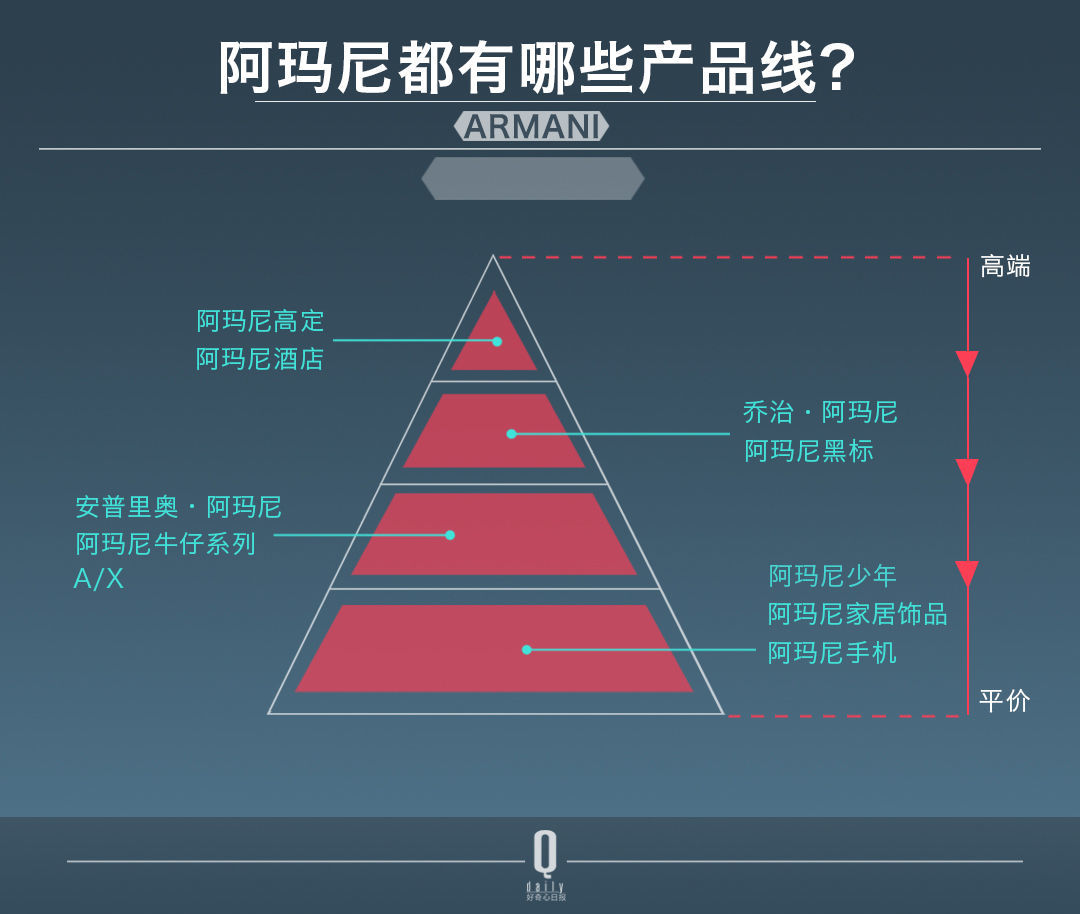 阿玛尼都有哪些产品线?
ARMANI
高端
阿玛尼高定
阿玛尼酒店
乔治·阿玛尼
阿玛尼黑标
安普里奥·阿玛尼
阿玛尼牛仔系列
A/X
阿玛尼少年
阿玛尼家居饰品
阿玛尼手机
平价
Q
daily
好奇心日报